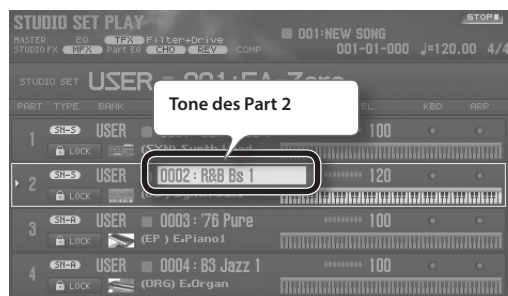 STUDIO SET PLAY
STOP■
MASTER EQ TFX Filter+Drive
STUDIO FX MFX Part EQ CHO REV COMP
001:NEW SONG
001-01-000 ♩=120.00 4/4
STUDIO SET USER
PART TYPE BANK KBD ARP
Tone des Part 2
1 SN-S USER 100
LOCK
2 SN-S USER 0002: R&B Bs 1 120
LOCK
3 SN-A USER 0003: '76 Pure 100
LOCK (EP ) E.Piano1
4 SN-A USER 0004: B3 Jazz 1 100
LOCK (ORG) E.Organ